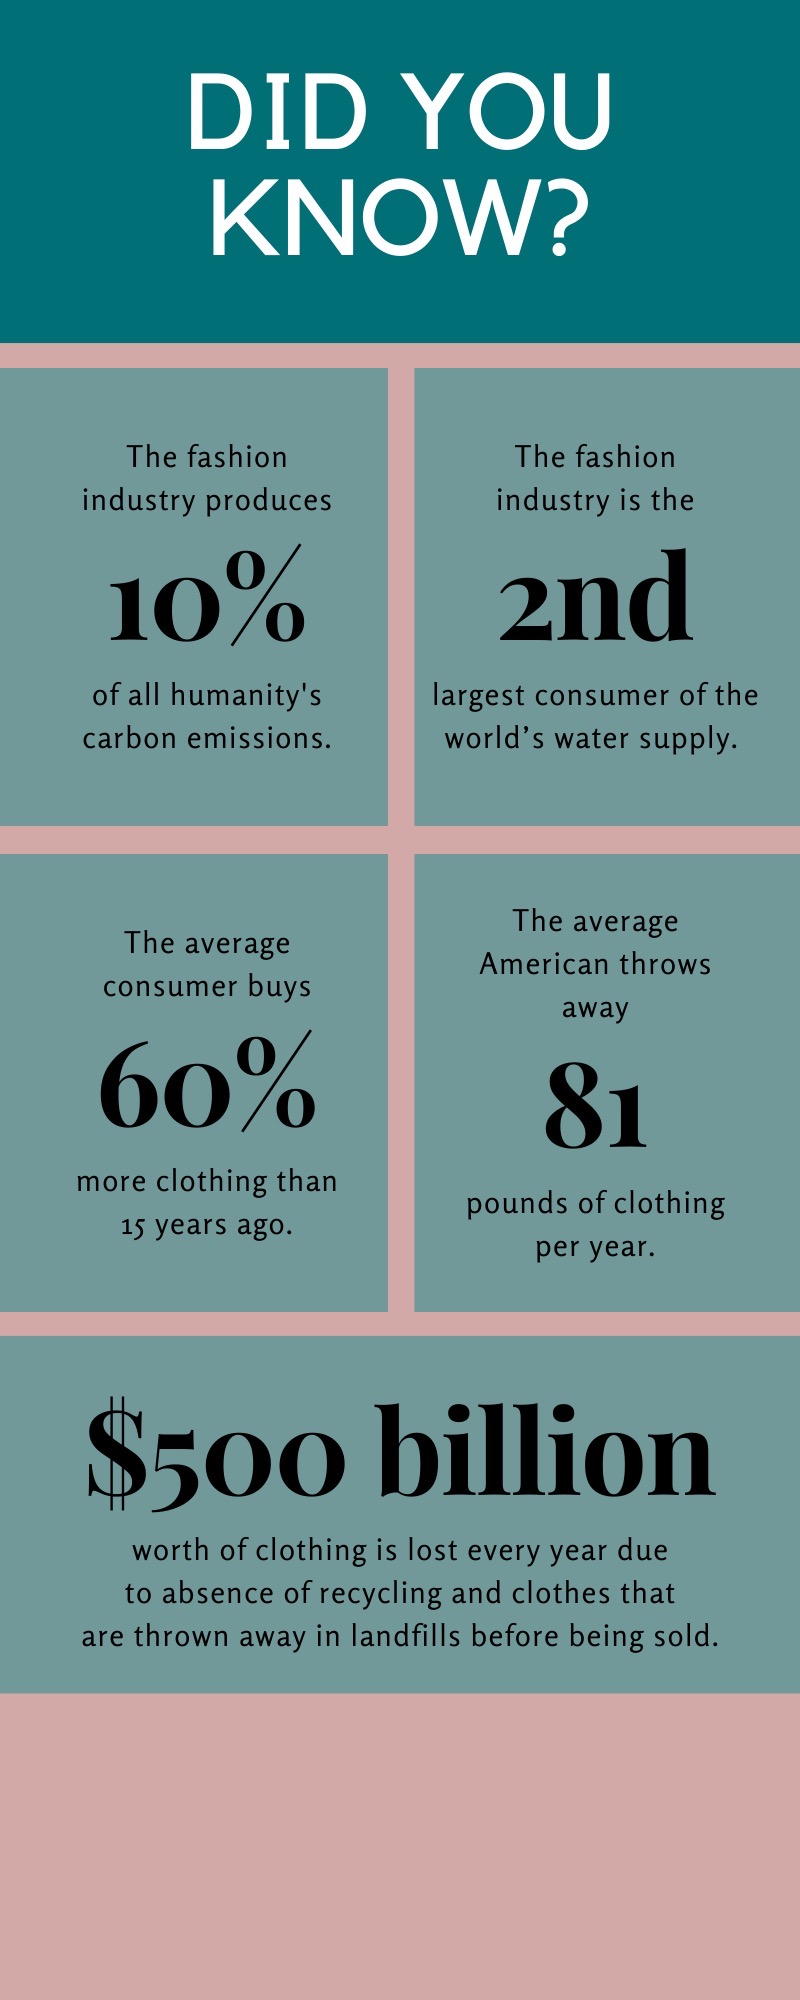 DID YOU
KNOW?
The fashion
industry produces
10%
of all humanity's
carbon emissions.
The fashion
industry is the
2nd
largest consumer of the
world’s water supply.
The average
consumer buys
60%
more clothing than
15 years ago.
The average
American throws
away
81
pounds of clothing
per year.
$500 billion
worth of clothing is lost every year due
to absence of recycling and clothes that
are thrown away in landfills before being sold.